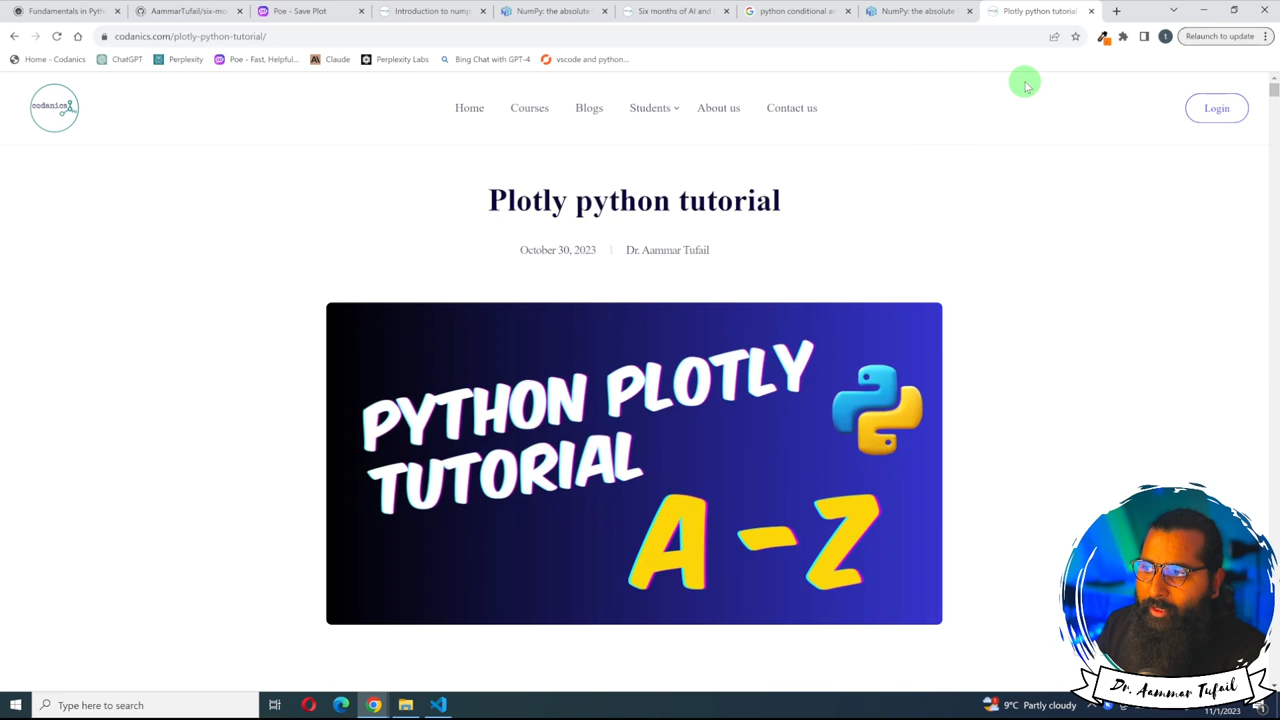 Fundamentals in Pyth
AammarTufail/six-mo
Poe - Save Plot
Introduction to nump
NumPy: the absolute
Six months of AI and
python conditional an
NumPy: the absolute
Plotly python tutorial
codanics.com/plotly-python-tutorial/
Relaunch to update
Home - Codanics
ChatGPT
Perplexity
Poe - Fast, Helpful...
Claude
Perplexity Labs
Bing Chat with GPT-4
vscode and python...
codanics
Home
Courses
Blogs
Students
About us
Contact us
Login
Plotly python tutorial
October 30, 2023
Dr. Aammar Tufail
PYTHON PLOTLY
TUTORIAL
A - Z
Dr. Aammar Tufail
Type here to search
9°C Partly cloudy
11/1/2023